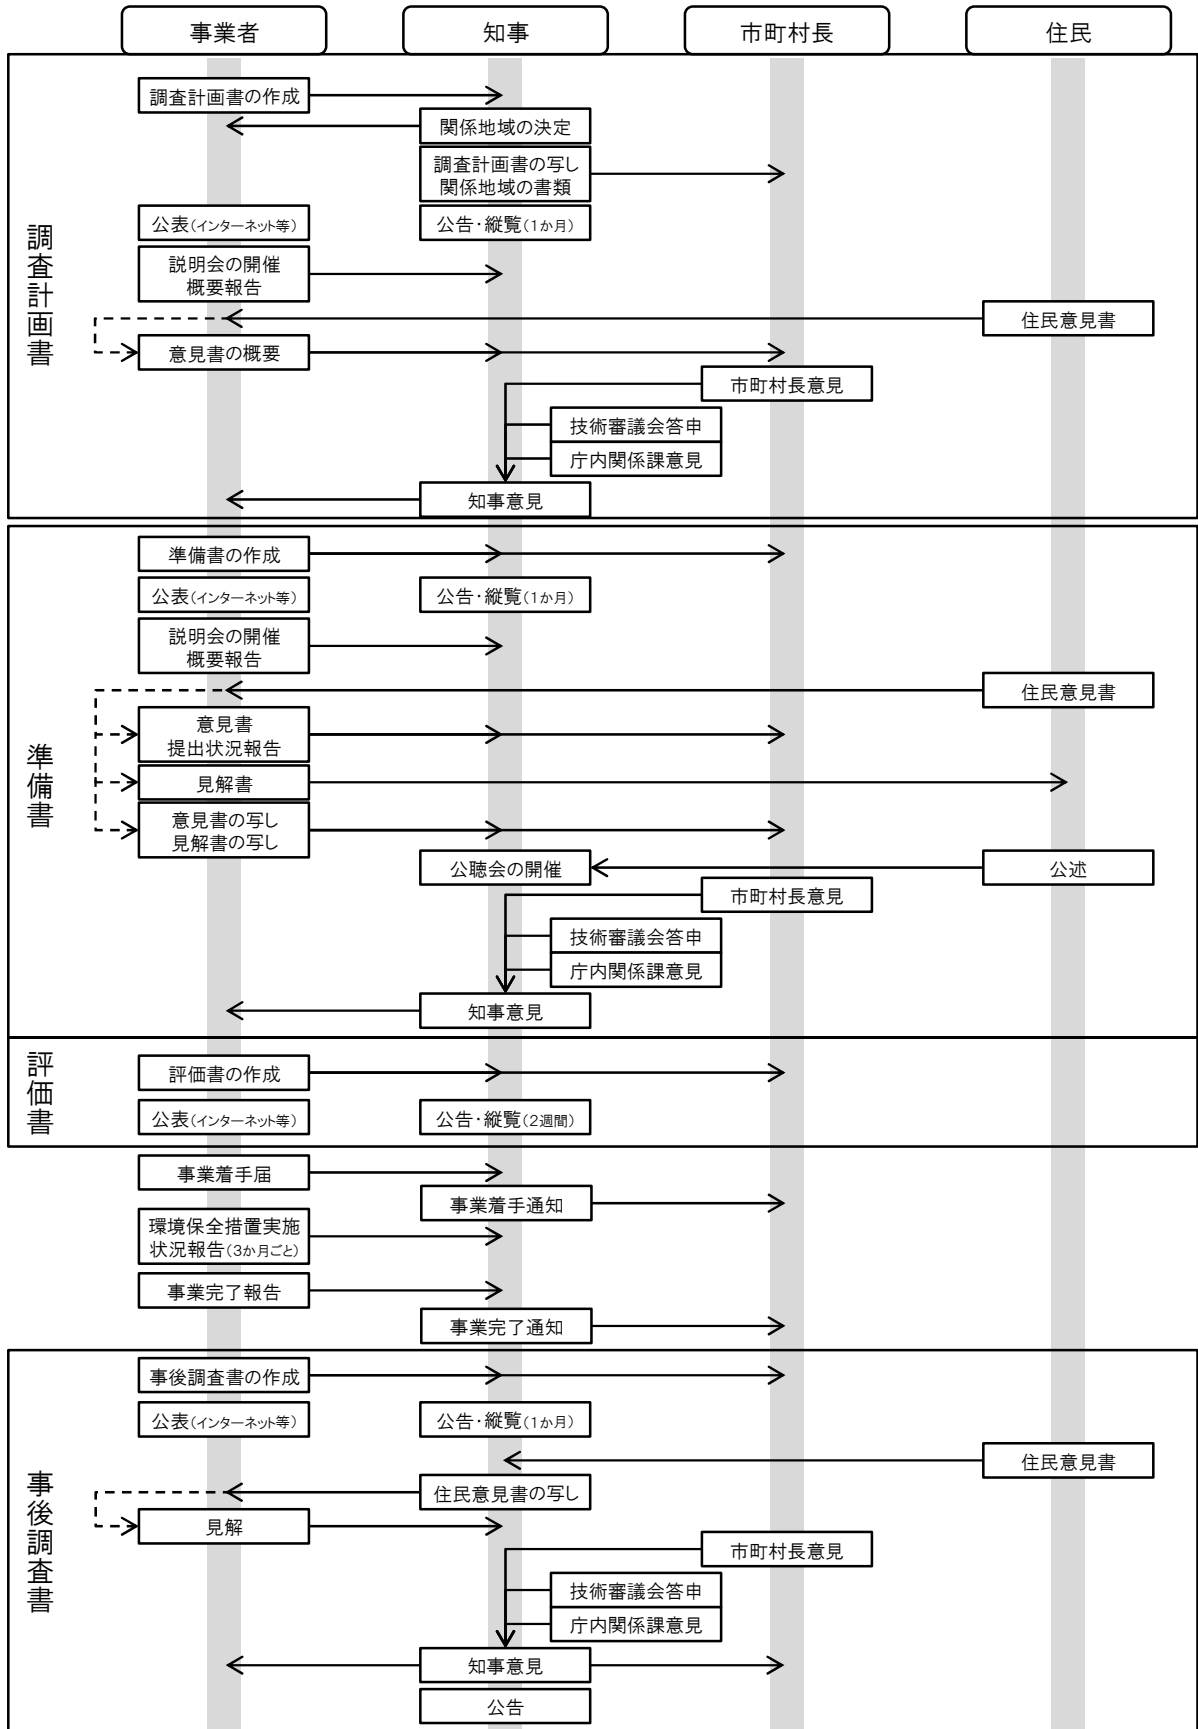 事業者
知事
市町村長
住民
調査計画書
調査計画書の作成
関係地域の決定
調査計画書の写し
関係地域の書類
公表(インターネット等)
公告・縦覧(1か月)
説明会の開催
概要報告
住民意見書
意見書の概要
市町村長意見
技術審議会答申
庁内関係課意見
知事意見
準備書
準備書の作成
公表(インターネット等)
公告・縦覧(1か月)
説明会の開催
概要報告
住民意見書
意見書
提出状況報告
見解書
意見書の写し
見解書の写し
公聴会の開催
公述
市町村長意見
技術審議会答申
庁内関係課意見
知事意見
評価書
評価書の作成
公表(インターネット等)
公告・縦覧(2週間)
事業着手届
事業着手通知
環境保全措置実施
状況報告(3か月ごと)
事業完了報告
事業完了通知
事後調査書
事後調査書の作成
公表(インターネット等)
公告・縦覧(1か月)
住民意見書
住民意見書の写し
見解
市町村長意見
技術審議会答申
庁内関係課意見
知事意見
公告